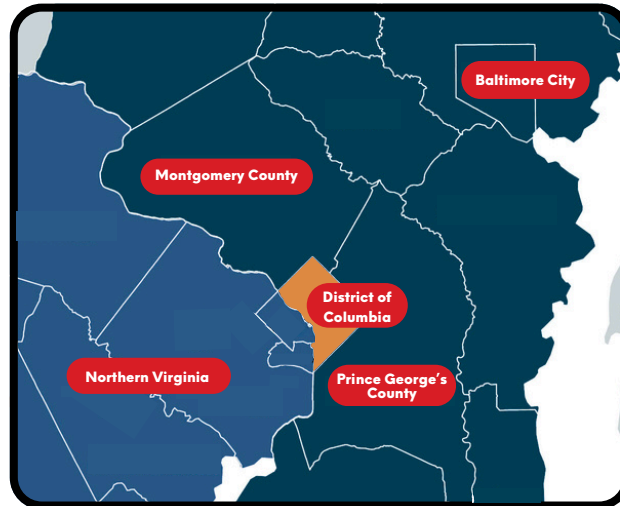 Baltimore City
Montgomery County
District of
Columbia
Northern Virginia
Prince George's
County